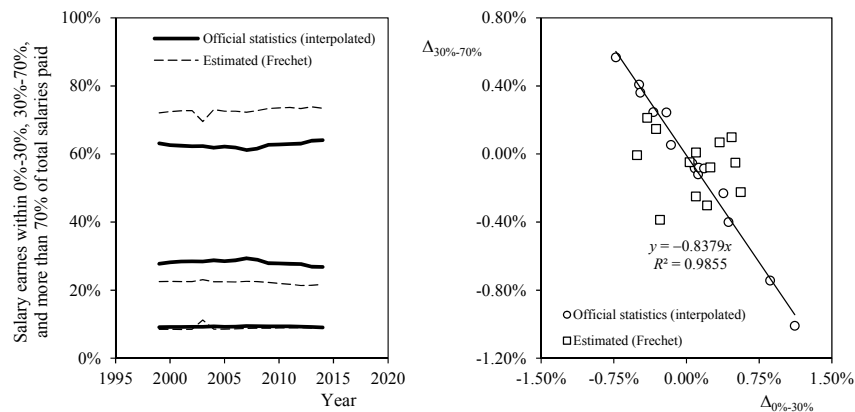 Salary earnes within 0%-30%, 30%-70%,
and more than 70% of total salaries paid
100%
80%
60%
40%
20%
0%
Official statistics (interpolated)
Estimated (Frechet)
1995
2000
2005
2010
2015
2020
Year
0.80%
0.40%
0.00%
-0.40%
-0.80%
-1.20%
Δ30%-70%
y = −0.8379x
R² = 0.9855
Official statistics (interpolated)
Estimated (Frechet)
-1.50%
-0.75%
0.00%
0.75%
1.50%
Δ0%-30%